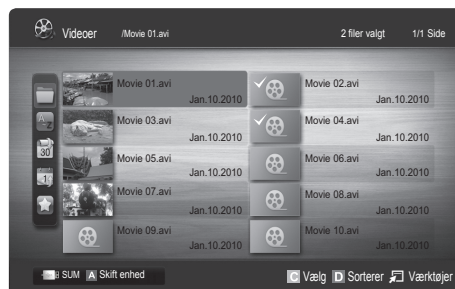 Videoer /Movie 01.avi 2 filer valgt 1/1 Side
Movie 01.avi Movie 02.avi
Jan.10.2010 Jan.10.2010
Movie 03.avi Movie 04.avi
Jan.10.2010 Jan.10.2010
Movie 05.avi Movie 06.avi
Jan.10.2010 Jan.10.2010
Movie 07.avi Movie 08.avi
Jan.10.2010 Jan.10.2010
Movie 09.avi Movie 10.avi
Jan.10.2010 Jan.10.2010
SUM A Skift enhed C Vælg D Sorterer Værktøjer